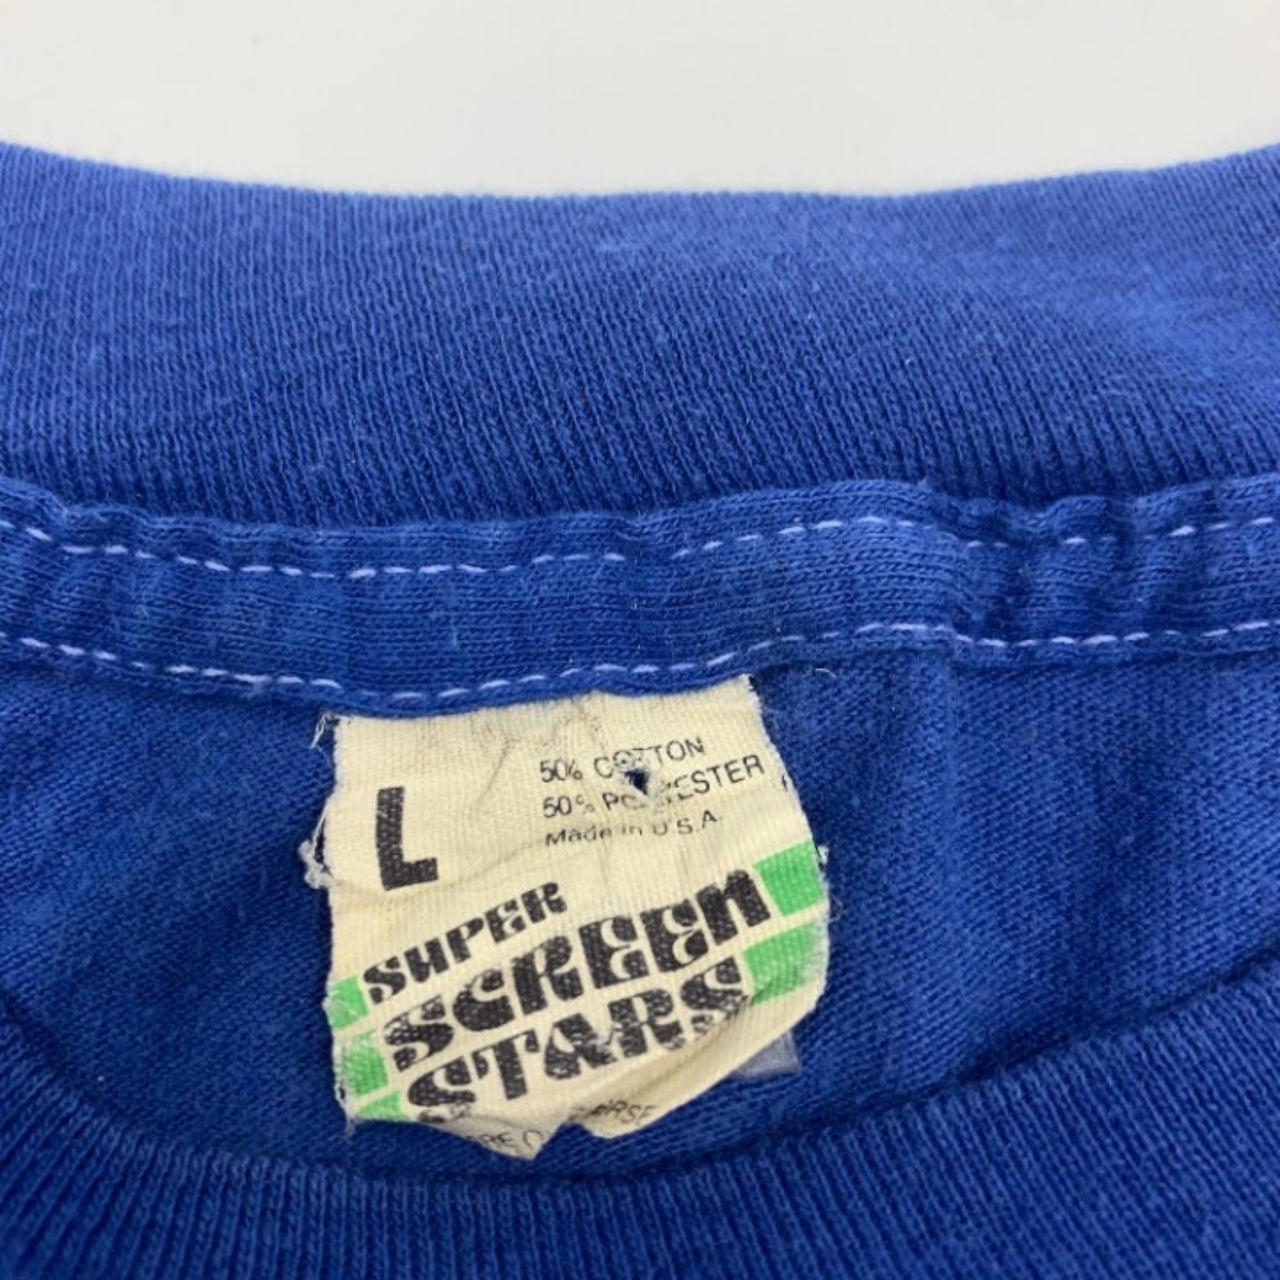 L
50% COTTON
50% POLYESTER
Made in U.S.A.
SUPER
SCREEN
STARS